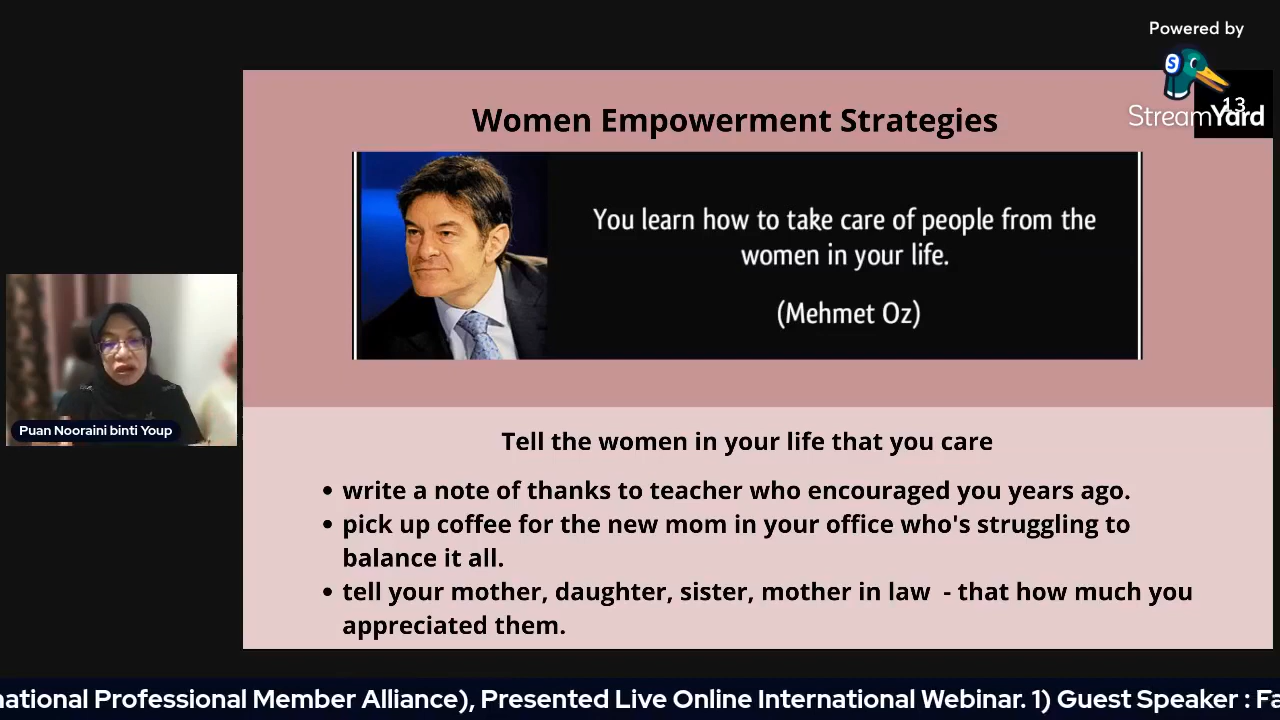 Powered by
StreamYard
13
Women Empowerment Strategies
You learn how to take care of people from the
women in your life.
(Mehmet Oz)
Puan Nooraini binti Youp
Tell the women in your life that you care
• write a note of thanks to teacher who encouraged you years ago.
• pick up coffee for the new mom in your office who's struggling to
balance it all.
• tell your mother, daughter, sister, mother in law  - that how much you
appreciated them.
national Professional Member Alliance), Presented Live Online International Webinar. 1) Guest Speaker : Fa